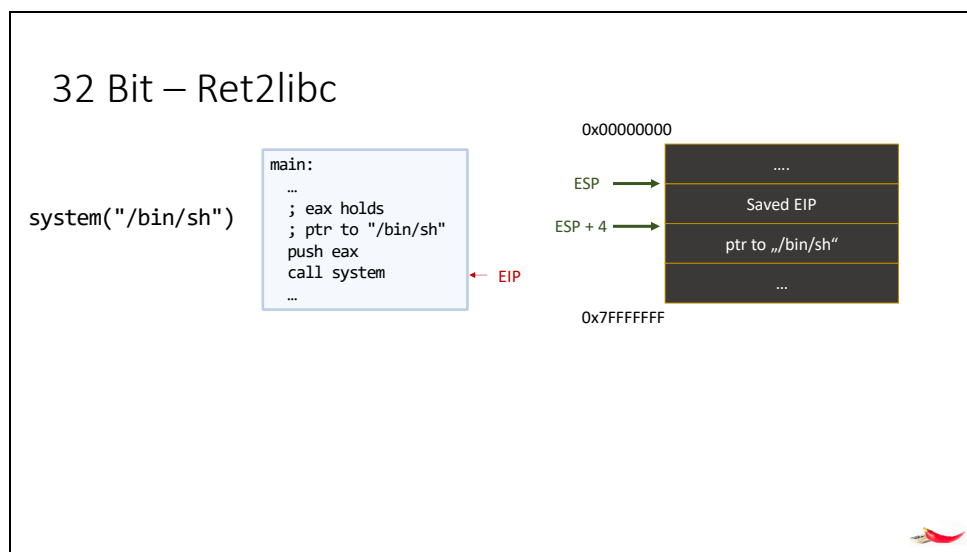 32 Bit – Ret2libc
system("/bin/sh")
main:
…
; eax holds
; ptr to "/bin/sh"
push eax
call system
…
EIP
0x00000000
ESP
ESP + 4
….
Saved EIP
ptr to „/bin/sh“
…
0x7FFFFFFF